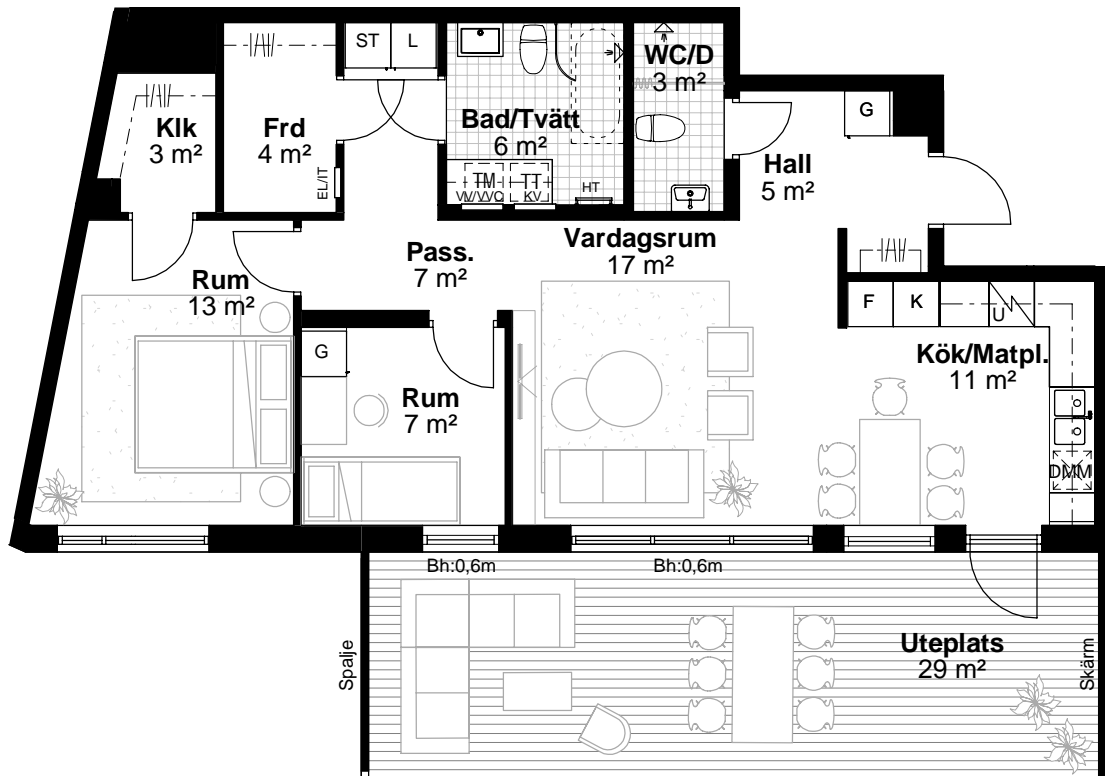 ST
L
WC/D
3 m²
Klk
3 m²
Frd
4 m²
Bad/Tvätt
6 m²
G
Hall
5 m²
EL/IT
TM
TT
VV/VVC
KV
HT
Pass.
7 m²
Vardagsrum
17 m²
Rum
13 m²
F
K
U
G
Kök/Matpl.
11 m²
Rum
7 m²
DMM
Bh:0,6m
Bh:0,6m
Spalje
Uteplats
29 m²
Skärm